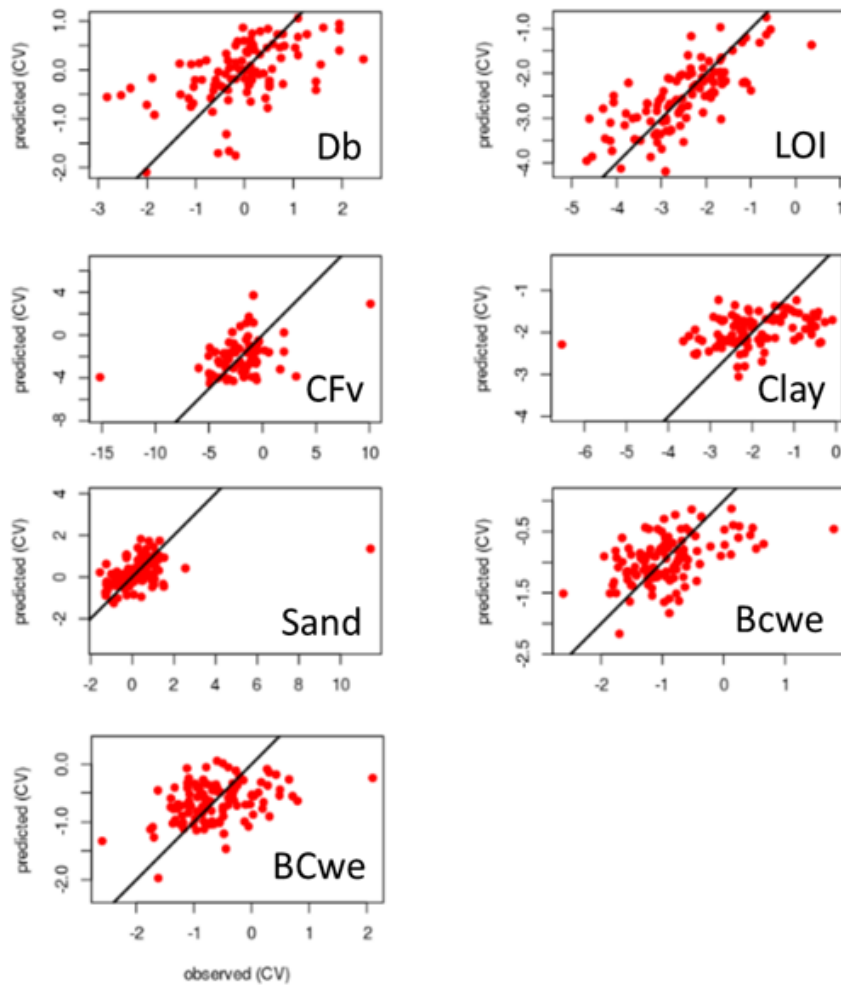 predicted (CV)
1.0
0.0
-1.0
-2.0
Db
-3 -2 -1 0 1 2
predicted (CV)
-1.0
-2.0
-3.0
-4.0
LOI
-5 -4 -3 -2 -1 0 1
predicted (CV)
4
0
-4
-8
CFv
-15 -10 -5 0 5 10
predicted (CV)
-1
-2
-3
-4
Clay
-6 -5 -4 -3 -2 -1 0
predicted (CV)
4
2
0
-2
Sand
-2 0 2 4 6 8 10
predicted (CV)
-0.5
-1.5
-2.5
Bcwe
-2 -1 0 1
predicted (CV)
0.0
-1.0
-2.0
BCwe
-2 -1 0 1 2
observed (CV)